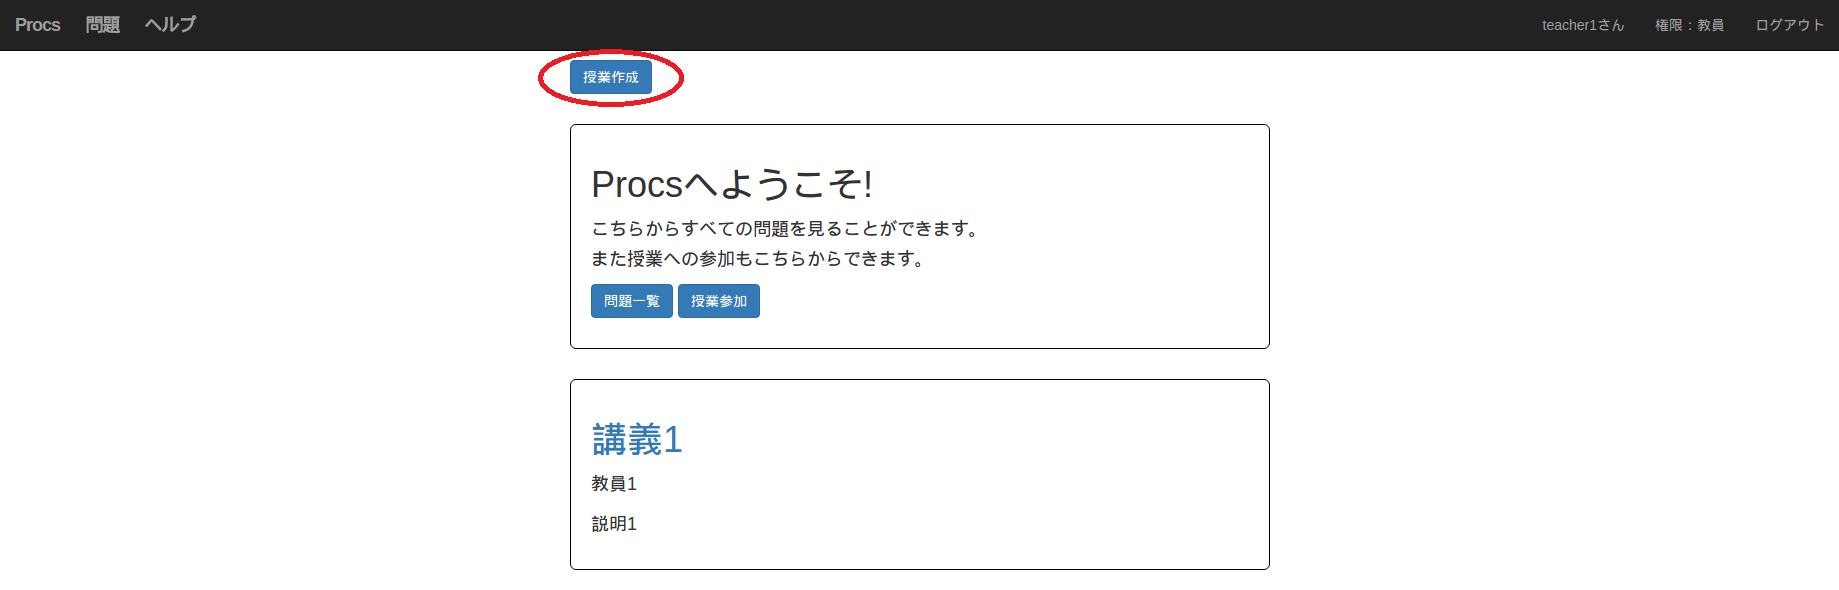 Procs 問題 ヘルプ teacher1さん 権限：教員 ログアウト
授業作成
Procsへようこそ!
こちらからすべての問題を見ることができます。
また授業への参加もこちらからできます。
問題一覧 授業参加
講義1
教員1
説明1